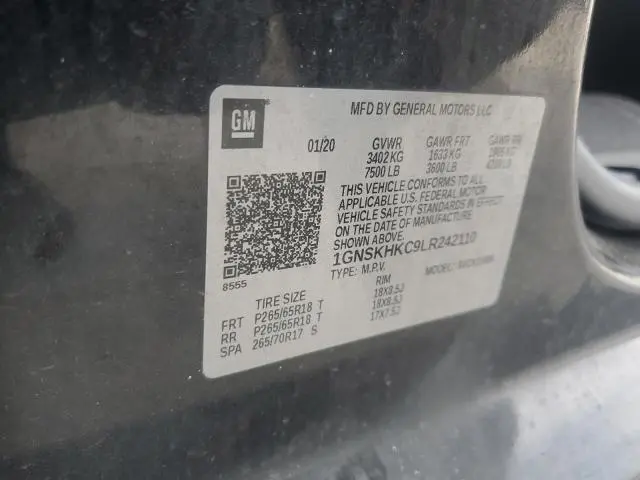 GM
MFD BY GENERAL MOTORS LLC
01/20 GVWR GAWR FRT GAWR RR
3402 KG 1633 KG
7500 LB 3600 LB
THIS VEHICLE CONFORMS TO ALL
APPLICABLE U.S. FEDERAL MOTOR
VEHICLE SAFETY STANDARDS IN EFFECT
ON THE DATE OF MANUFACTURE
SHOWN ABOVE.
1GNSKHKC9LR242110
TYPE: M.P.V. MODEL:
8555
TIRE SIZE RIM
FRT P265/65R18 T 18X8.5J
RR P265/65R18 T 18X8.5J
SPA 265/70R17 S 17X7.5J